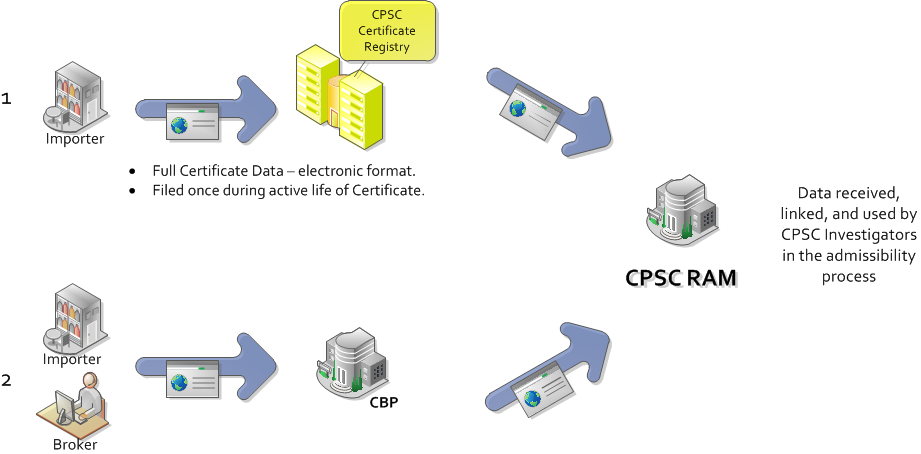 CPSC
Certificate
Registry
1
Importer
• Full Certificate Data – electronic format.
• Filed once during active life of Certificate.
Data received,
linked, and used by
CPSC Investigators
in the admissibility
process
CPSC RAM
Importer
2
CBP
Broker